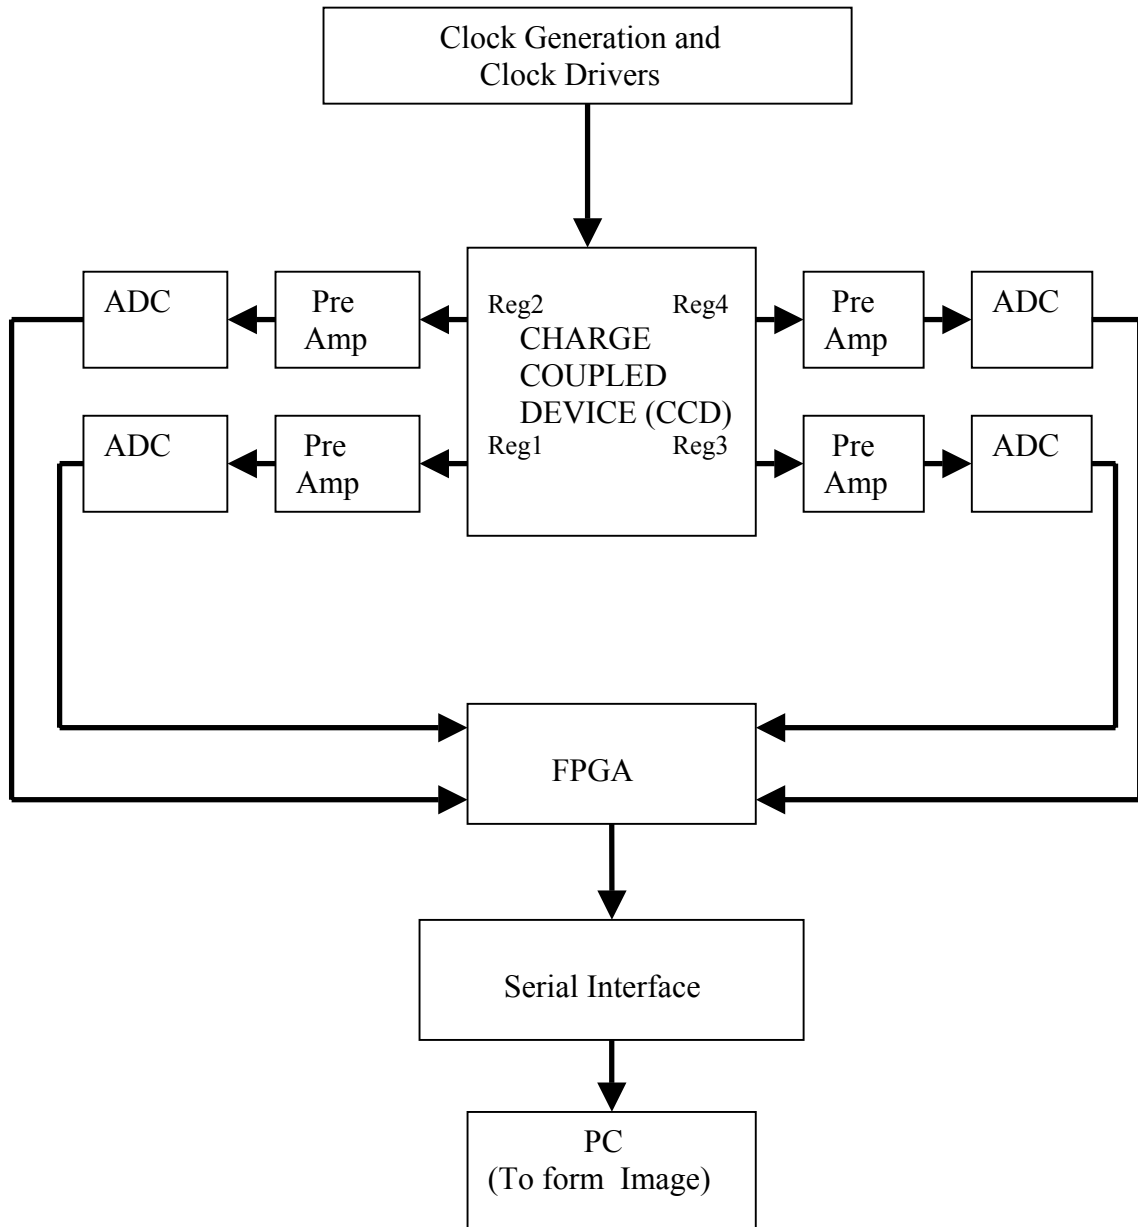 Clock Generation and
Clock Drivers
ADC
Pre
Amp
Reg2
Reg4
CHARGE
COUPLED
DEVICE (CCD)
Pre
Amp
ADC
ADC
Pre
Amp
Reg1
Reg3
Pre
Amp
ADC
FPGA
Serial Interface
PC
(To form Image)